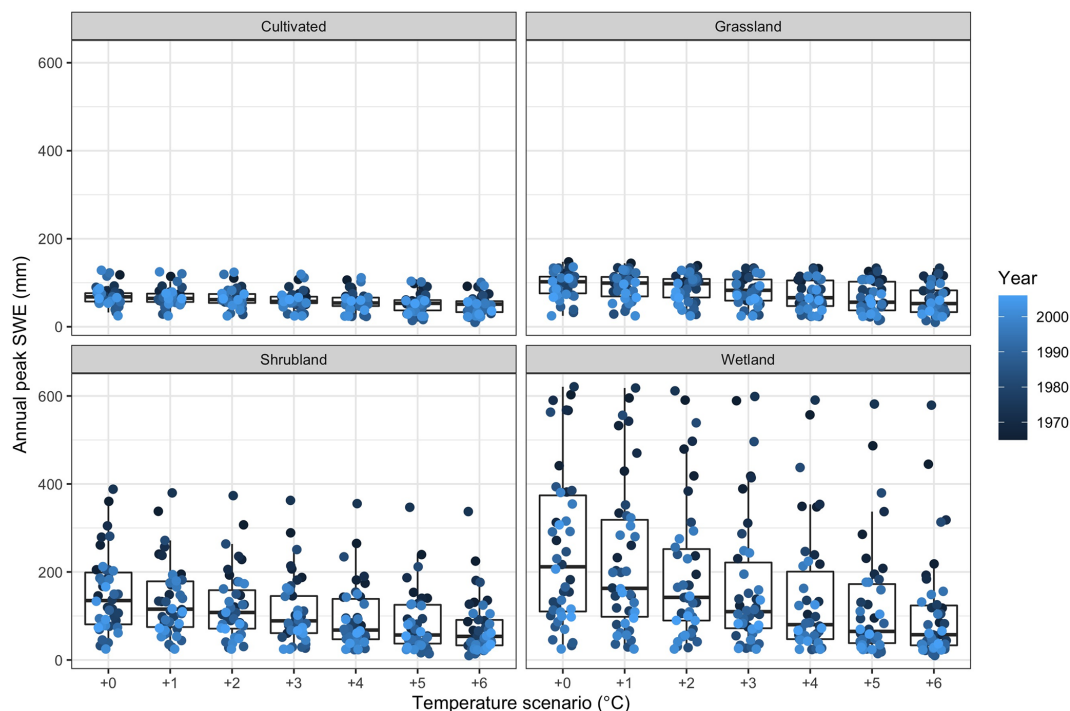 Cultivated
Grassland
600
400
200
0
Shrubland
Wetland
600
400
200
0
+0 +1 +2 +3 +4 +5 +6
+0 +1 +2 +3 +4 +5 +6
Temperature scenario (°C)
Annual peak SWE (mm)
Year
2000
1990
1980
1970